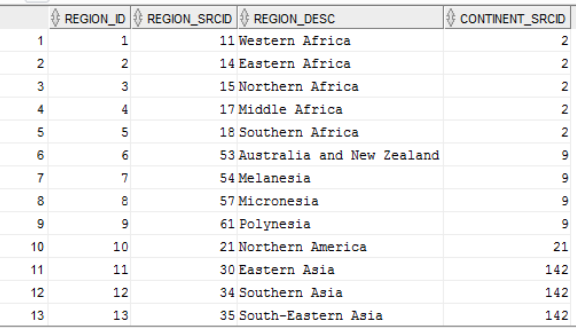 REGION_ID REGION_SRCID REGION_DESC CONTINENT_SRCID
1 1 11 Western Africa 2
2 2 14 Eastern Africa 2
3 3 15 Northern Africa 2
4 4 17 Middle Africa 2
5 5 18 Southern Africa 2
6 6 53 Australia and New Zealand 9
7 7 54 Melanesia 9
8 8 57 Micronesia 9
9 9 61 Polynesia 9
10 10 21 Northern America 21
11 11 30 Eastern Asia 142
12 12 34 Southern Asia 142
13 13 35 South-Eastern Asia 142